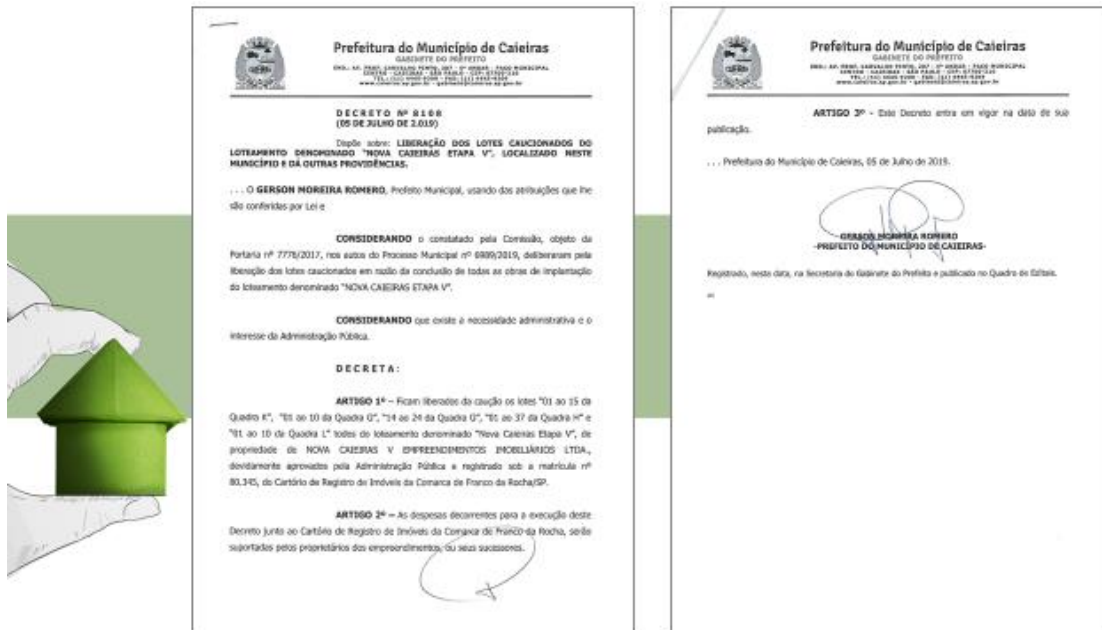 Prefeitura do Município de Caieiras
GABINETE DO PREFEITO
DECRETO Nº 8108
(05 DE JULHO DE 2.019)
Dispõe sobre: LIBERAÇÃO DOS LOTES CAUCIONADOS DO
LOTEAMENTO DENOMINADO "NOVA CAIEIRAS ETAPA V", LOCALIZADO NESTE
MUNICÍPIO E DÁ OUTRAS PROVIDÊNCIAS.
. . . O GERSON MOREIRA ROMERO, Prefeito Municipal, usando das atribuições que lhe
são conferidas por Lei e
CONSIDERANDO o constatado pela Comissão, objeto da
Portaria nº 7776/2017, nos autos do Processo Municipal nº 6989/2019, deliberaram pela
liberação dos lotes caucionados em razão da conclusão de todas as obras de implantação
do loteamento denominado "NOVA CAIEIRAS ETAPA V".
CONSIDERANDO que existe a necessidade administrativa e o
interesse da Administração Pública.
DECRETA:
ARTIGO 1º – Ficam liberados da caução os lotes "01 ao 15 da
Quadra K", "01 ao 10 da Quadra G", "14 ao 24 da Quadra G", "01 ao 37 da Quadra H" e
"01 ao 10 da Quadra L" todos do loteamento denominado "Nova Caieiras Etapa V", de
propriedade de NOVA CAIEIRAS V EMPREENDIMENTOS IMOBILIÁRIOS LTDA.,
devidamente aprovados pela Administração Pública e registrado sob a matrícula nº
80.345, do Cartório de Registro de Imóveis da Comarca de Franco da Rocha/SP.
ARTIGO 2º – As despesas decorrentes para a execução deste
Decreto junto ao Cartório de Registro de Imóveis da Comarca de Franco da Rocha, serão
suportadas pelos proprietários dos empreendimentos, ou seus sucessores.
Prefeitura do Município de Caieiras
GABINETE DO PREFEITO
ARTIGO 3º - Este Decreto entra em vigor na data de sua
publicação.
. . . Prefeitura do Município de Caieiras, 05 de Julho de 2019.
GERSON MOREIRA ROMERO
-PREFEITO DO MUNICÍPIO DE CAIEIRAS-
Registrado, nesta data, na Secretaria do Gabinete do Prefeito e publicado no Quadro de Editais.